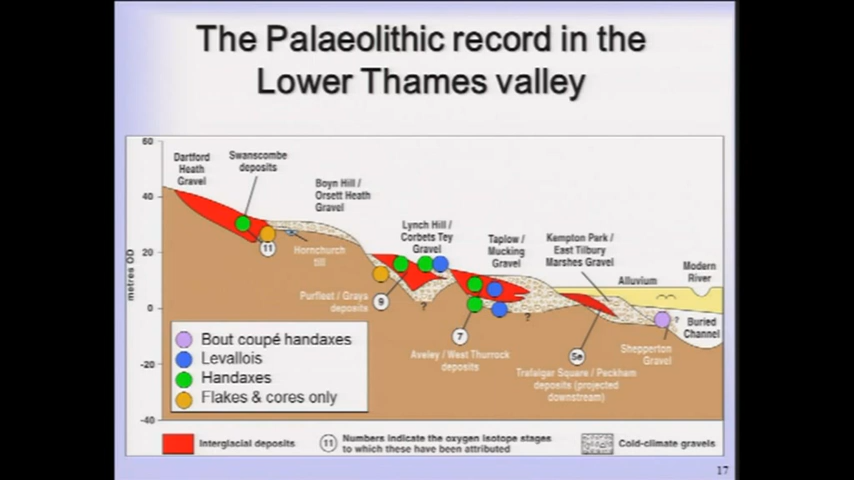 The Palaeolithic record in the
Lower Thames valley
60
40
20
0
-20
-40
metres OD
Dartford
Heath
Gravel
Swanscombe
deposits
Boyn Hill /
Orsett Heath
Gravel
11
Hornchurch
till
Lynch Hill /
Corbets Tey
Gravel
Purfleet / Grays
deposits
9
?
Taplow /
Mucking
Gravel
7
?
Aveley / West Thurrock
deposits
Kempton Park /
East Tilbury
Marshes Gravel
5e
Trafalgar Square / Peckham
deposits (projected
downstream)
Alluvium
Modern
River
?
Buried
Channel
Shepperton
Gravel
Bout coupé handaxes
Levallois
Handaxes
Flakes & cores only
Interglacial deposits
11
Numbers indicate the oxygen isotope stages
to which these have been attributed
Cold-climate gravels
17